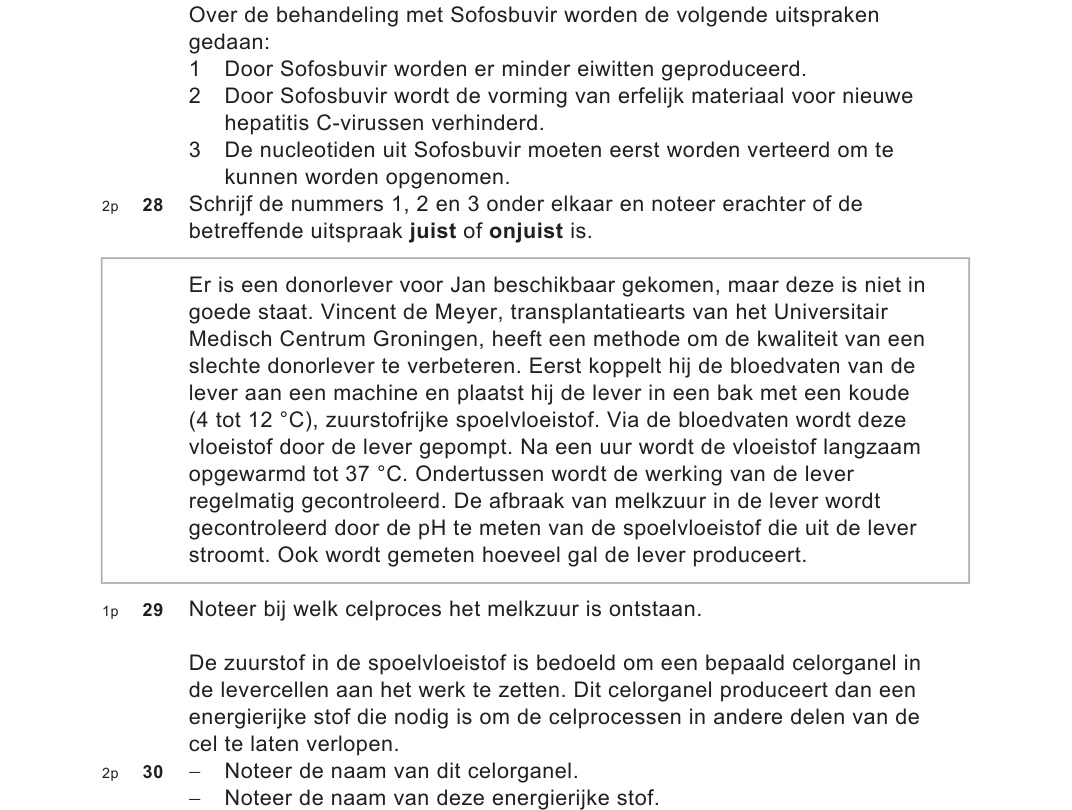 Over de behandeling met Sofosbuvir worden de volgende uitspraken
gedaan:
1 Door Sofosbuvir worden er minder eiwitten geproduceerd.
2 Door Sofosbuvir wordt de vorming van erfelijk materiaal voor nieuwe
hepatitis C-virussen verhinderd.
3 De nucleotiden uit Sofosbuvir moeten eerst worden verteerd om te
kunnen worden opgenomen.
2p 28 Schrijf de nummers 1, 2 en 3 onder elkaar en noteer erachter of de
betreffende uitspraak juist of onjuist is.
Er is een donorlever voor Jan beschikbaar gekomen, maar deze is niet in
goede staat. Vincent de Meyer, transplantatiearts van het Universitair
Medisch Centrum Groningen, heeft een methode om de kwaliteit van een
slechte donorlever te verbeteren. Eerst koppelt hij de bloedvaten van de
lever aan een machine en plaatst hij de lever in een bak met een koude
(4 tot 12 °C), zuurstofrijke spoelvloeistof. Via de bloedvaten wordt deze
vloeistof door de lever gepompt. Na een uur wordt de vloeistof langzaam
opgewarmd tot 37 °C. Ondertussen wordt de werking van de lever
regelmatig gecontroleerd. De afbraak van melkzuur in de lever wordt
gecontroleerd door de pH te meten van de spoelvloeistof die uit de lever
stroomt. Ook wordt gemeten hoeveel gal de lever produceert.
1p 29 Noteer bij welk celproces het melkzuur is ontstaan.
De zuurstof in de spoelvloeistof is bedoeld om een bepaald celorganel in
de levercellen aan het werk te zetten. Dit celorganel produceert dan een
energierijke stof die nodig is om de celprocessen in andere delen van de
cel te laten verlopen.
2p 30 – Noteer de naam van dit celorganel.
– Noteer de naam van deze energierijke stof.